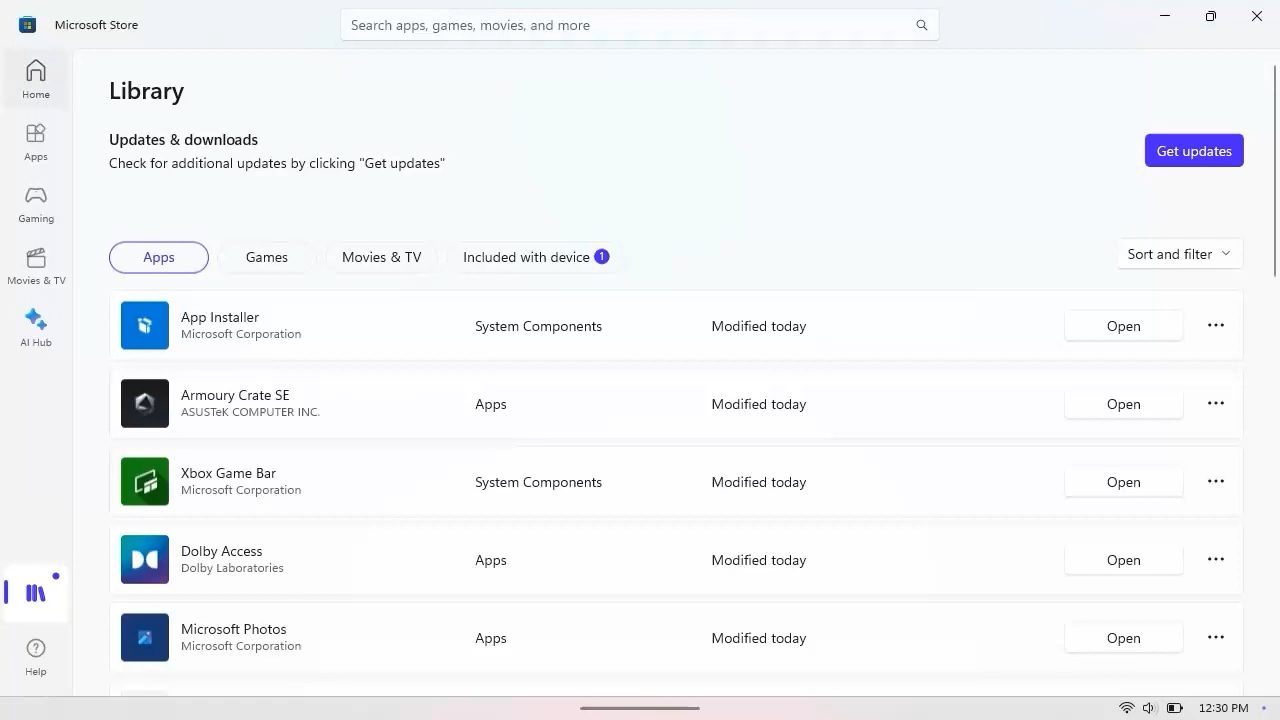 Microsoft Store
Search apps, games, movies, and more
Home
Apps
Gaming
Movies & TV
AI Hub
Help
Library
Updates & downloads
Check for additional updates by clicking "Get updates"
Get updates
Apps
Games
Movies & TV
Included with device 1
Sort and filter
App Installer
Microsoft Corporation
System Components
Modified today
Open
Armoury Crate SE
ASUSTeK COMPUTER INC.
Apps
Modified today
Open
Xbox Game Bar
Microsoft Corporation
System Components
Modified today
Open
Dolby Access
Dolby Laboratories
Apps
Modified today
Open
Microsoft Photos
Microsoft Corporation
Apps
Modified today
Open
12:30 PM